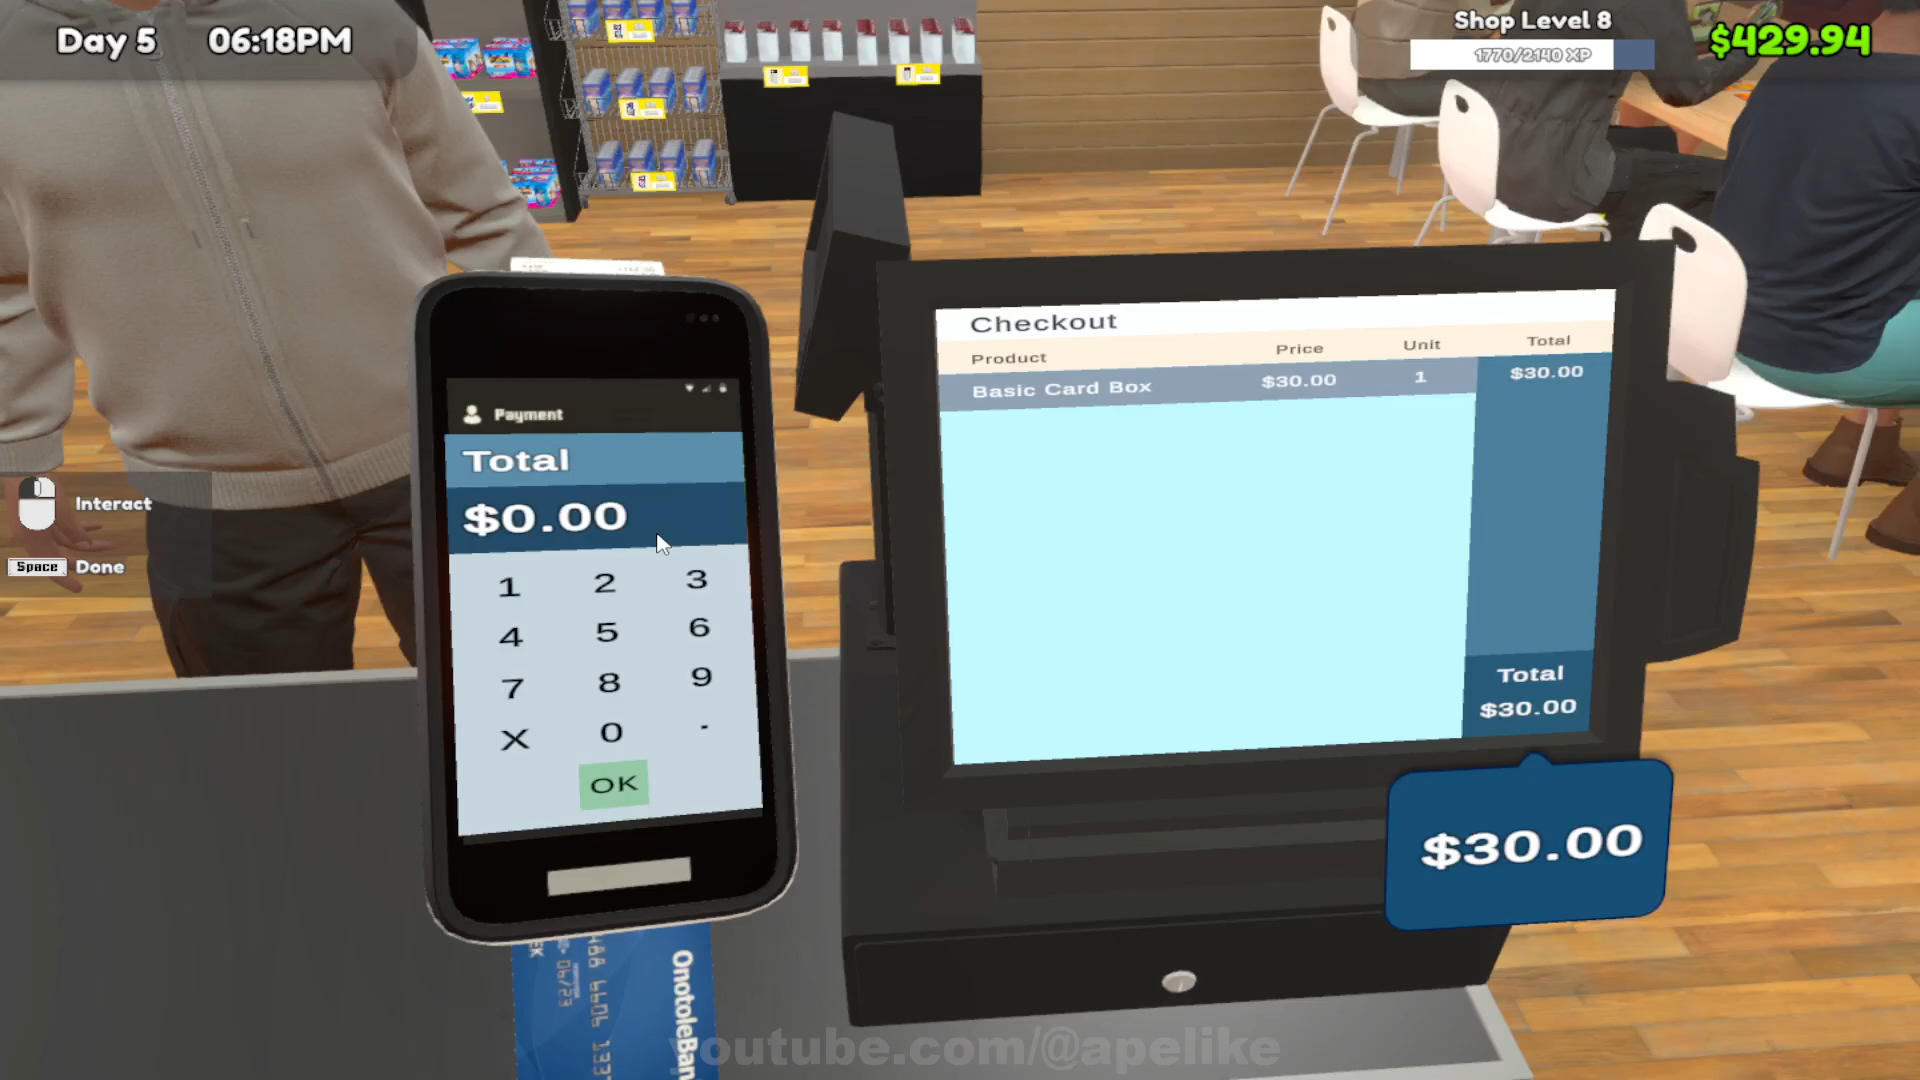 Day 5
06:18PM
Shop Level 8
1770/2140 XP
$429.94
Interact
Space
Done
Payment
Total
$0.00
1 2 3
4 5 6
7 8 9
X 0 .
OK
Checkout
Product Price Unit Total
Basic Card Box $30.00 1 $30.00
Total
$30.00
$30.00
OnotoleBan
youtube.com/@apelike